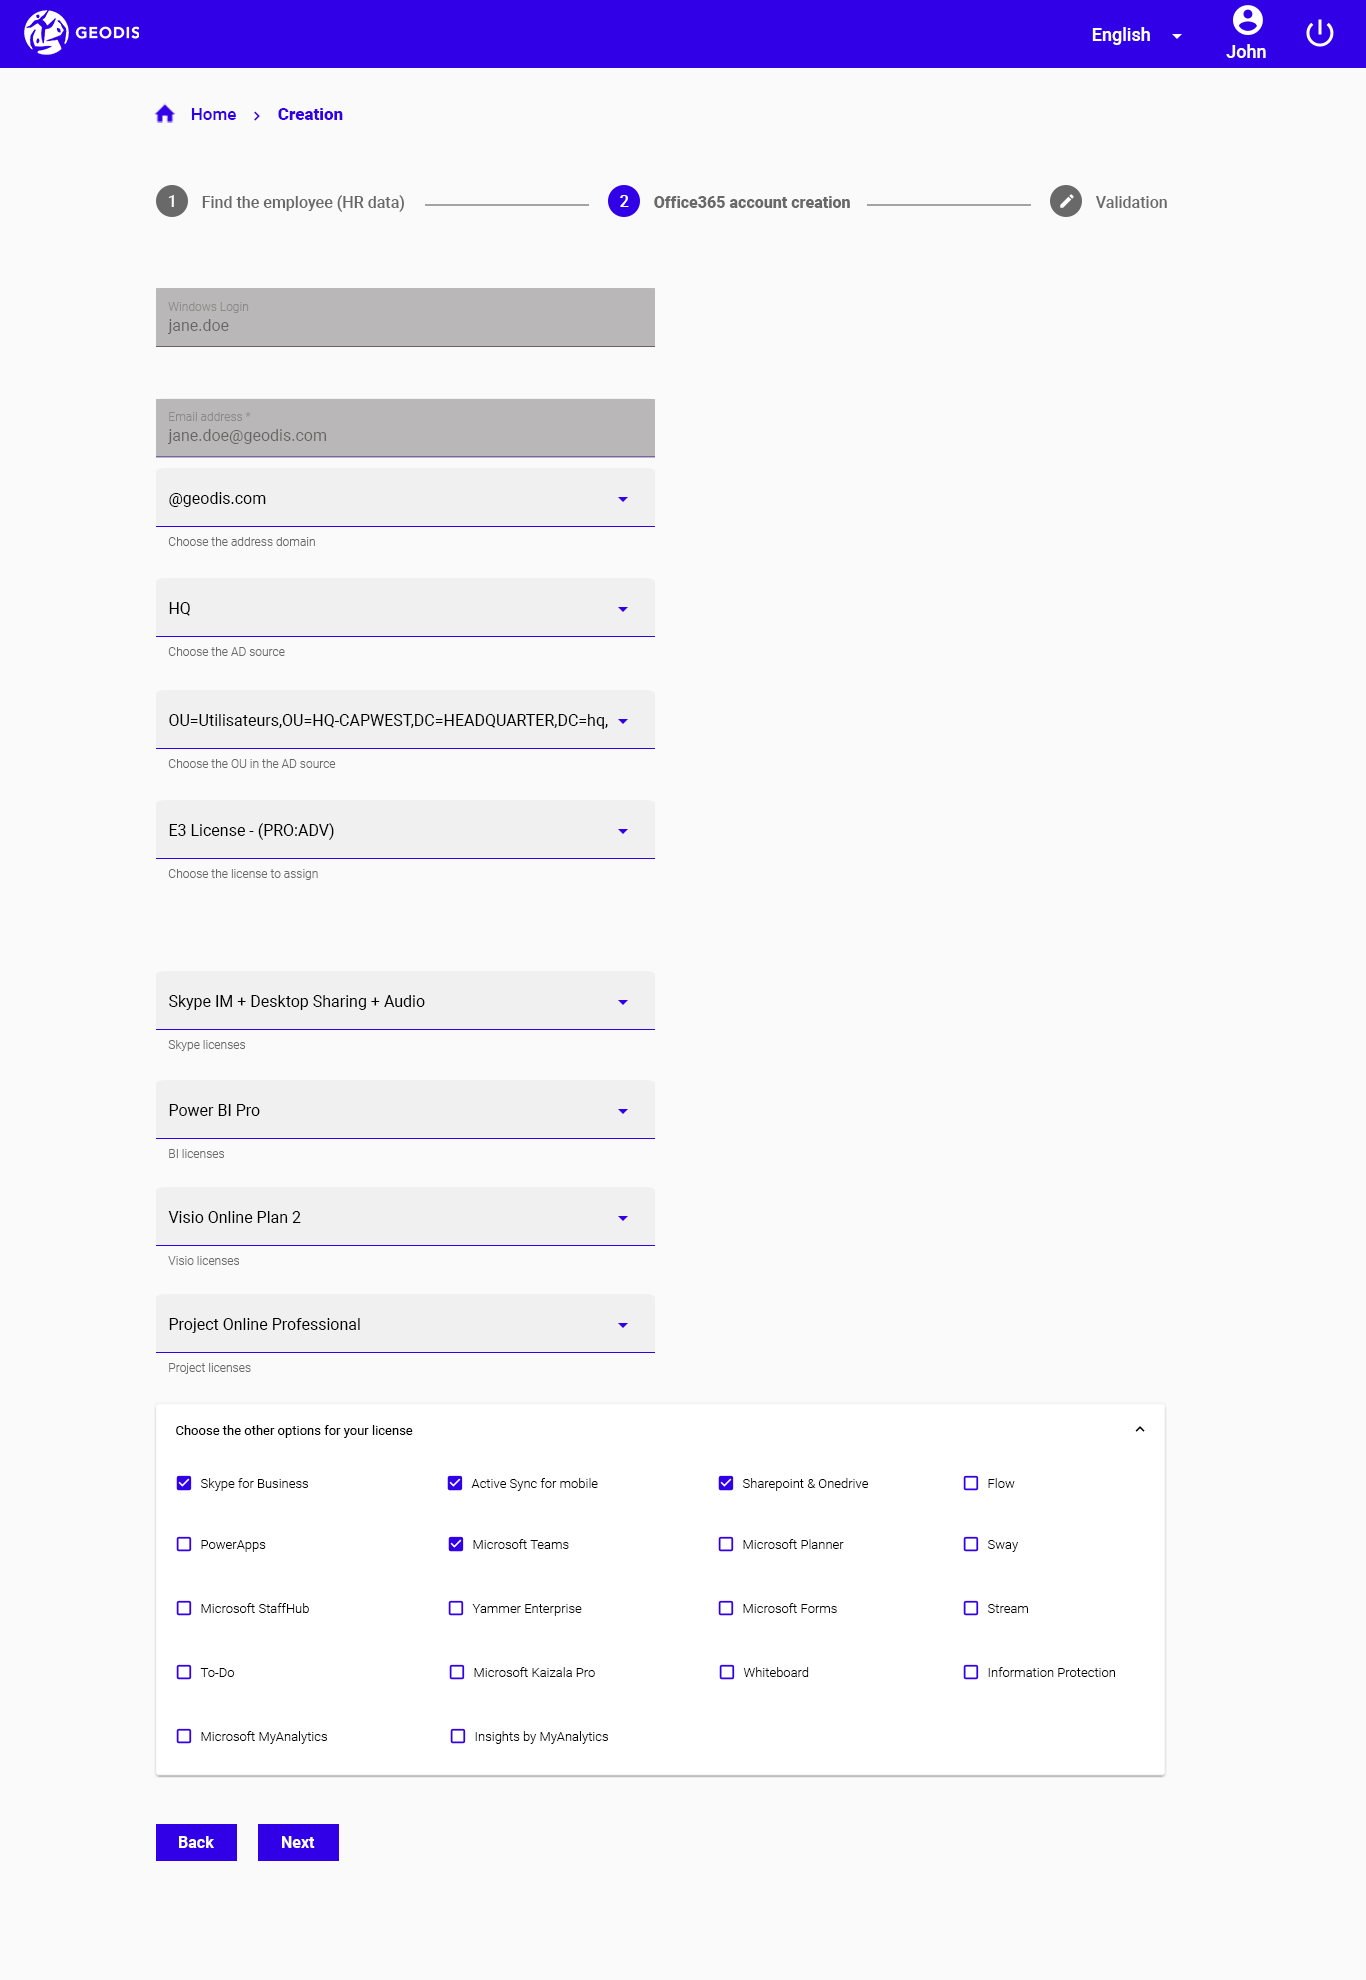 GEODIS
English
John
Home
Creation
1 Find the employee (HR data)
2 Office365 account creation
Validation
Windows Login
jane.doe
Email address *
jane.doe@geodis.com
@geodis.com
Choose the address domain
HQ
Choose the AD source
OU=Utilisateurs,OU=HQ-CAPWEST,DC=HEADQUARTER,DC=hq,
Choose the OU in the AD source
E3 License - (PRO:ADV)
Choose the license to assign
Skype IM + Desktop Sharing + Audio
Skype licenses
Power BI Pro
BI licenses
Visio Online Plan 2
Visio licenses
Project Online Professional
Project licenses
Choose the other options for your license
Skype for Business
Active Sync for mobile
Sharepoint & Onedrive
Flow
PowerApps
Microsoft Teams
Microsoft Planner
Sway
Microsoft StaffHub
Yammer Enterprise
Microsoft Forms
Stream
To-Do
Microsoft Kaizala Pro
Whiteboard
Information Protection
Microsoft MyAnalytics
Insights by MyAnalytics
Back
Next